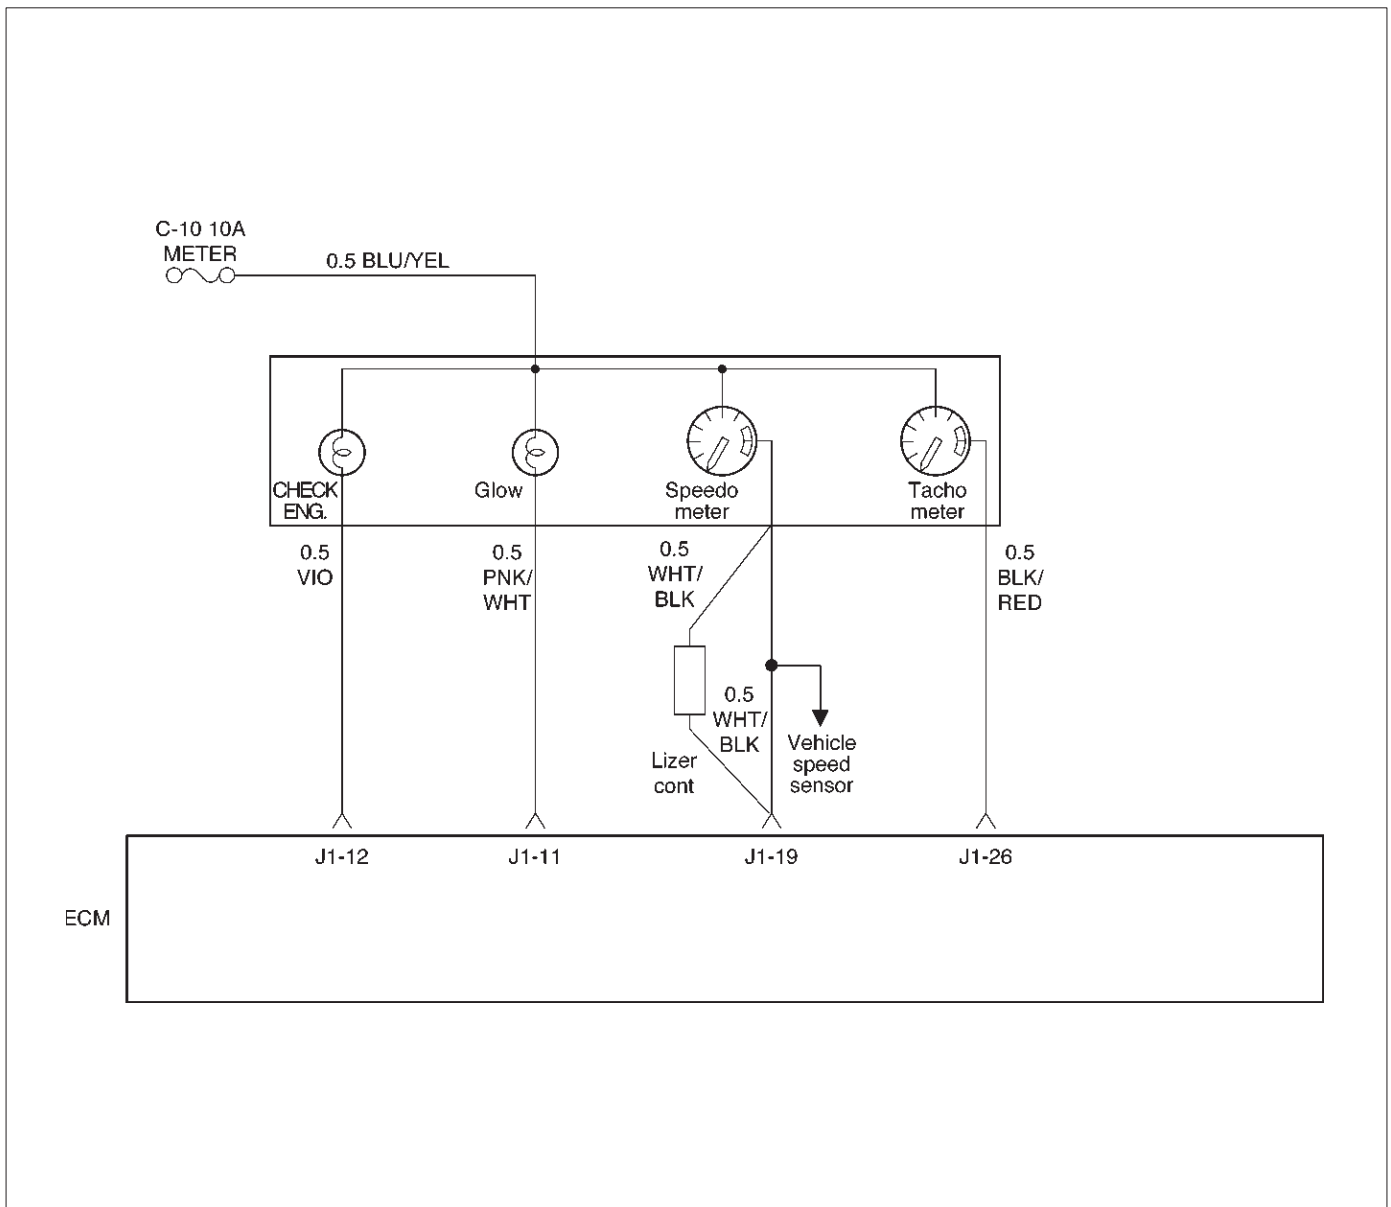 C-10 10A
METER
0.5 BLU/YEL
CHECK
ENG.
Glow
Speedo
meter
Tacho
meter
0.5
VIO
0.5
PNK/
WHT
0.5
WHT/
BLK
0.5
BLK/
RED
0.5
WHT/
BLK
Lizer
cont
Vehicle
speed
sensor
J1-12
J1-11
J1-19
J1-26
ECM